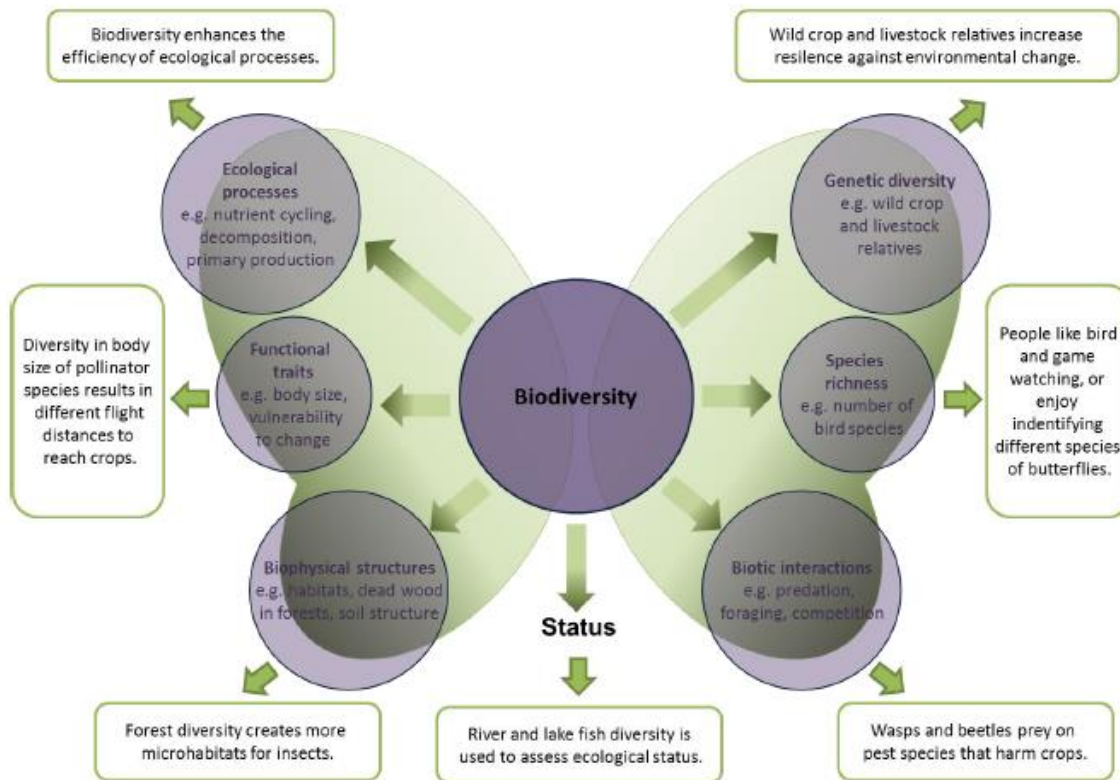 Biodiversity enhances the
efficiency of ecological processes.
Wild crop and livestock relatives increase
resilence against environmental change.
Ecological
processes
e.g. nutrient cycling,
decomposition,
primary production
Genetic diversity
e.g. wild crop
and livestock
relatives
Diversity in body
size of pollinator
species results in
different flight
distances to
reach crops.
Functional
traits
e.g. body size,
vulnerability
to change
Biodiversity
Species
richness
e.g. number of
bird species
People like bird
and game
watching, or
enjoy
indentifying
different species
of butterflies.
Biophysical structures
e.g. habitats, dead wood
in forests, soil structure
Biotic interactions
e.g. predation,
foraging, competition
Status
Forest diversity creates more
microhabitats for insects.
River and lake fish diversity is
used to assess ecological status.
Wasps and beetles prey on
pest species that harm crops.